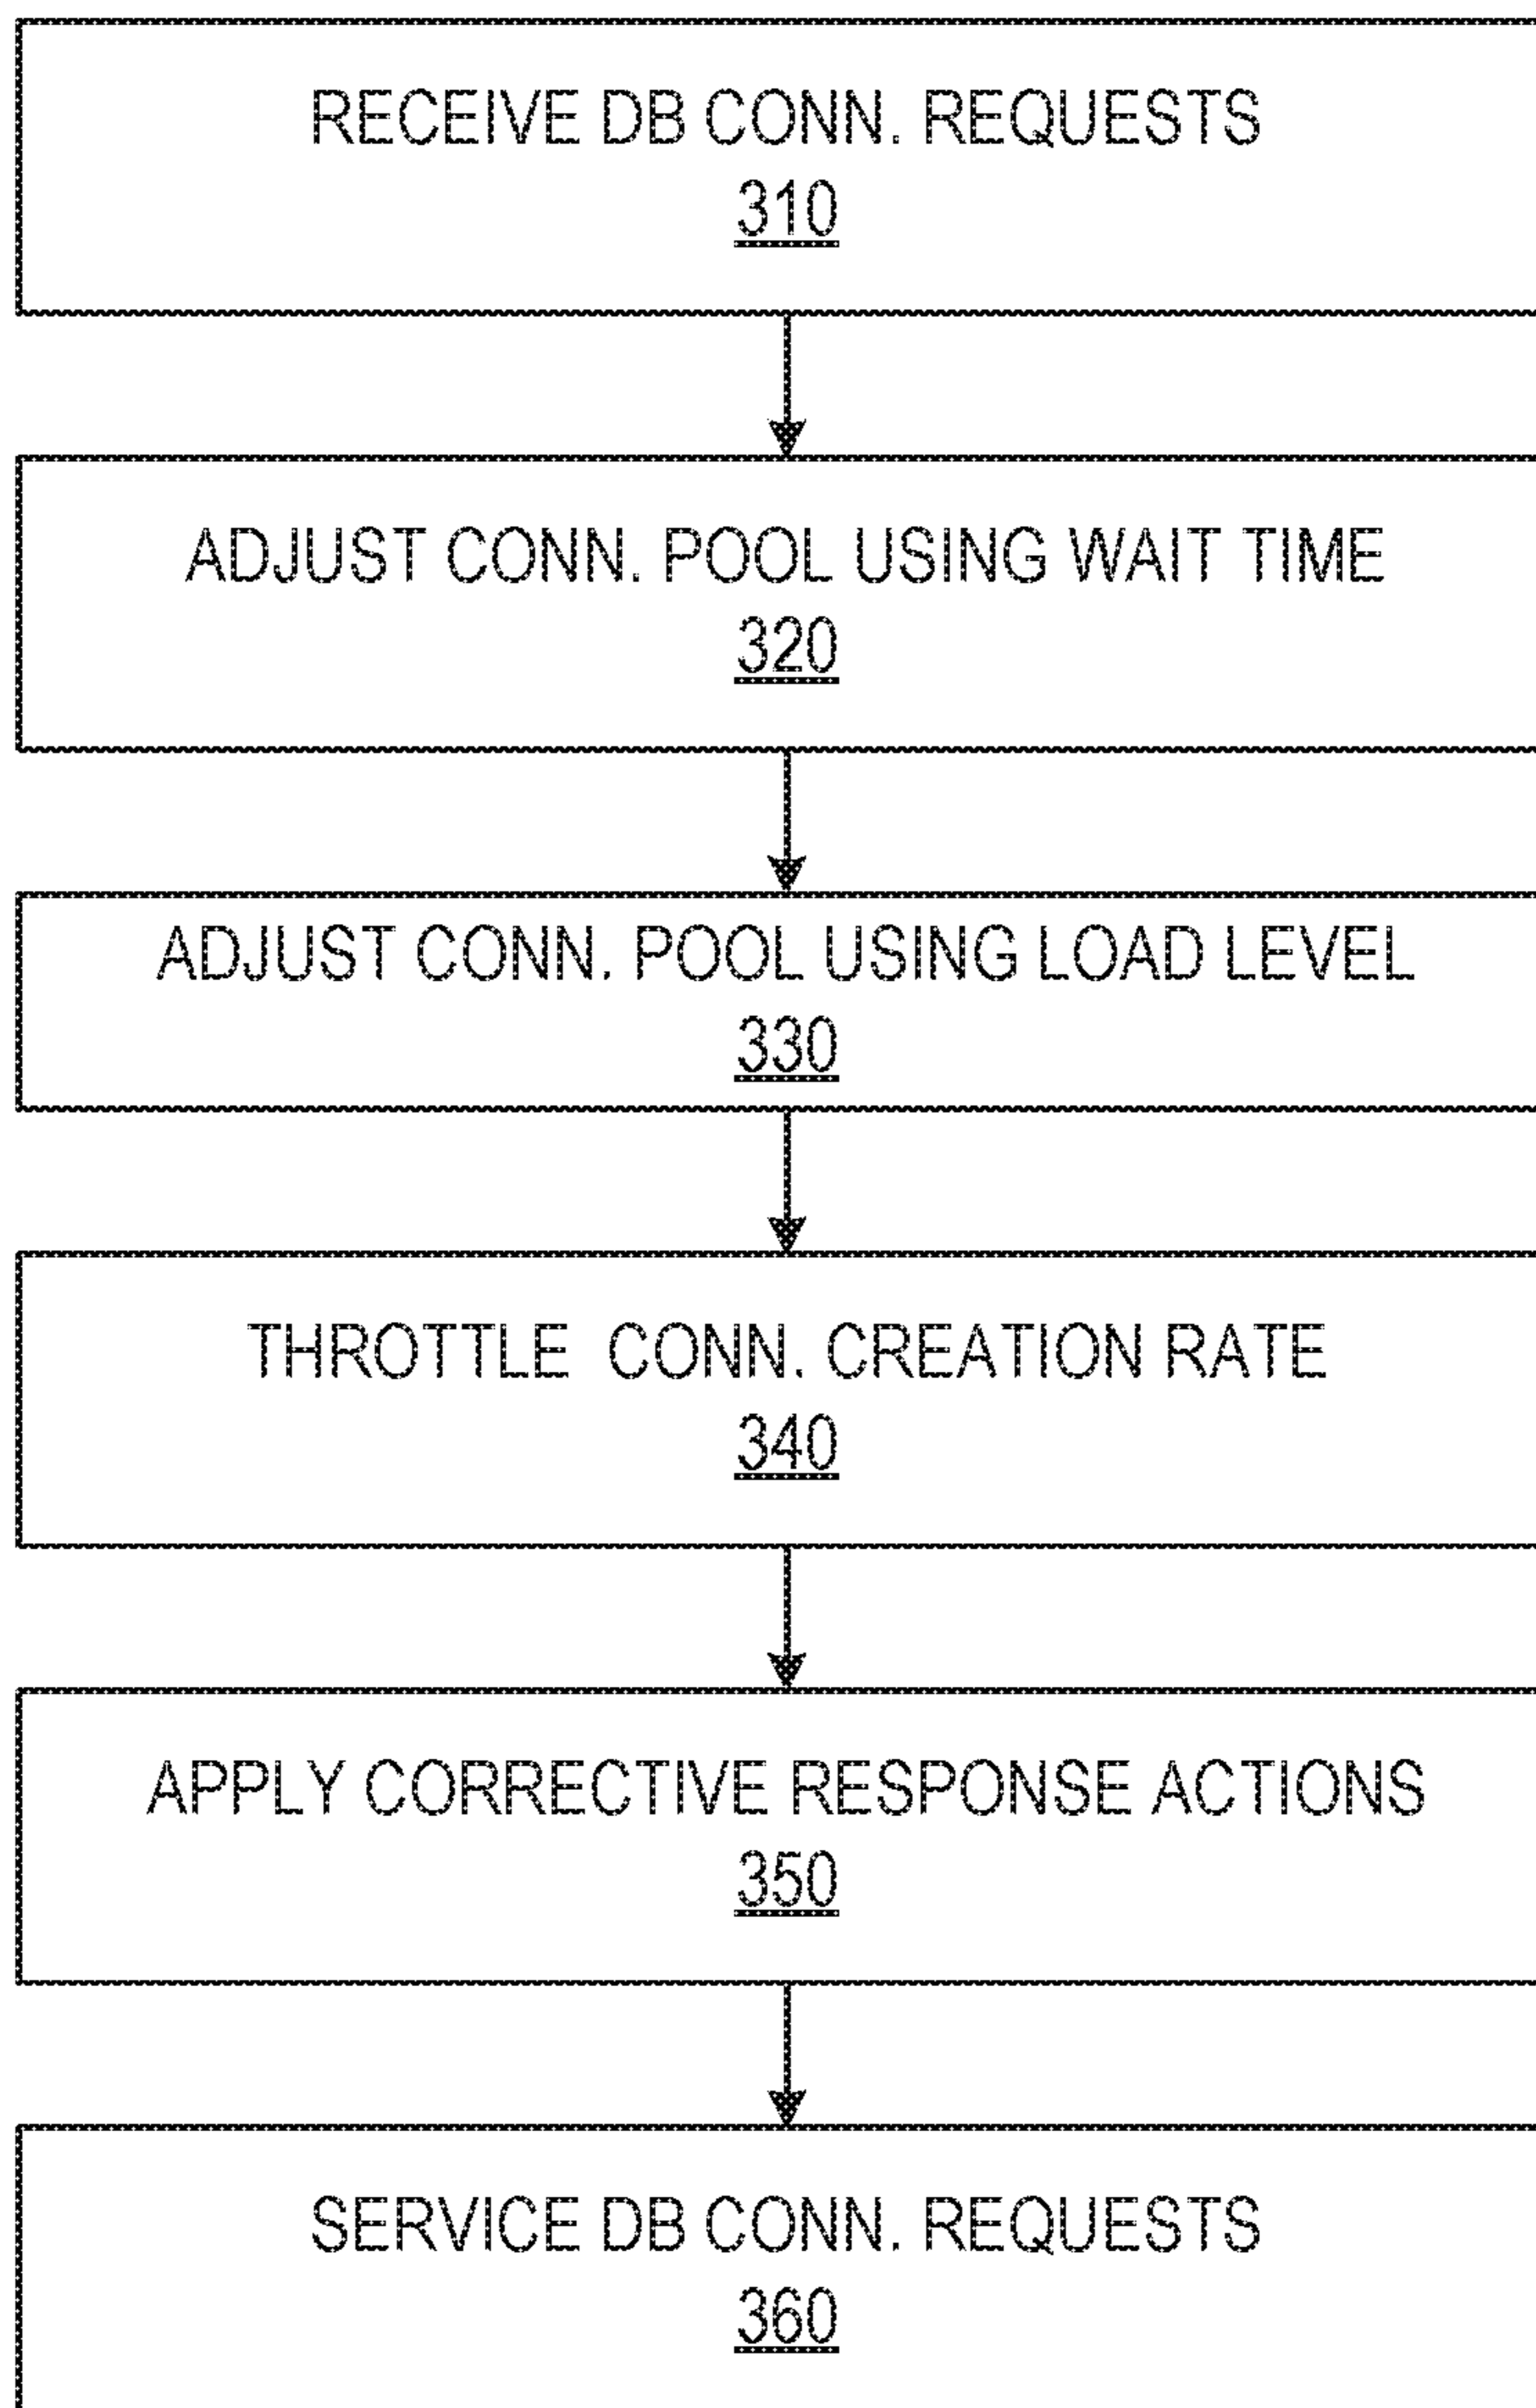 RECEIVE DB CONN. REQUESTS
310
ADJUST CONN. POOL USING WAIT TIME
320
ADJUST CONN. POOL USING LOAD LEVEL
330
THROTTLE CONN. CREATION RATE
340
APPLY CORRECTIVE RESPONSE ACTIONS
350
SERVICE DB CONN. REQUESTS
360